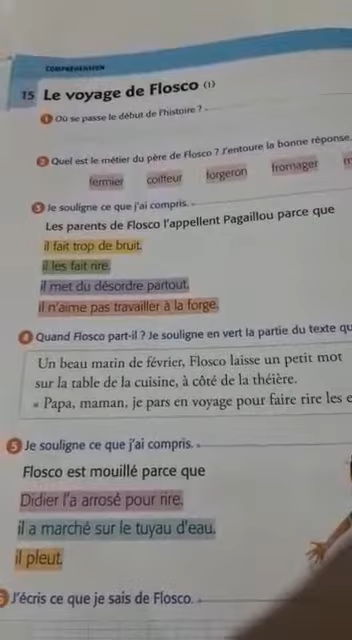 COMPRÉHENSION
15 Le voyage de Flosco (1)
1 Où se passe le début de l'histoire ?
2 Quel est le métier du père de Flosco ? J'entoure la bonne réponse.
fermier coiffeur forgeron fromager
3 Je souligne ce que j'ai compris.
Les parents de Flosco l'appellent Pagaillou parce que
il fait trop de bruit.
il les fait rire.
il met du désordre partout.
il n'aime pas travailler à la forge.
4 Quand Flosco part-il ? Je souligne en vert la partie du texte qu
Un beau matin de février, Flosco laisse un petit mot
sur la table de la cuisine, à côté de la théière.
« Papa, maman, je pars en voyage pour faire rire les e
5 Je souligne ce que j'ai compris.
Flosco est mouillé parce que
Didier l'a arrosé pour rire.
il a marché sur le tuyau d'eau.
il pleut.
6 J'écris ce que je sais de Flosco.